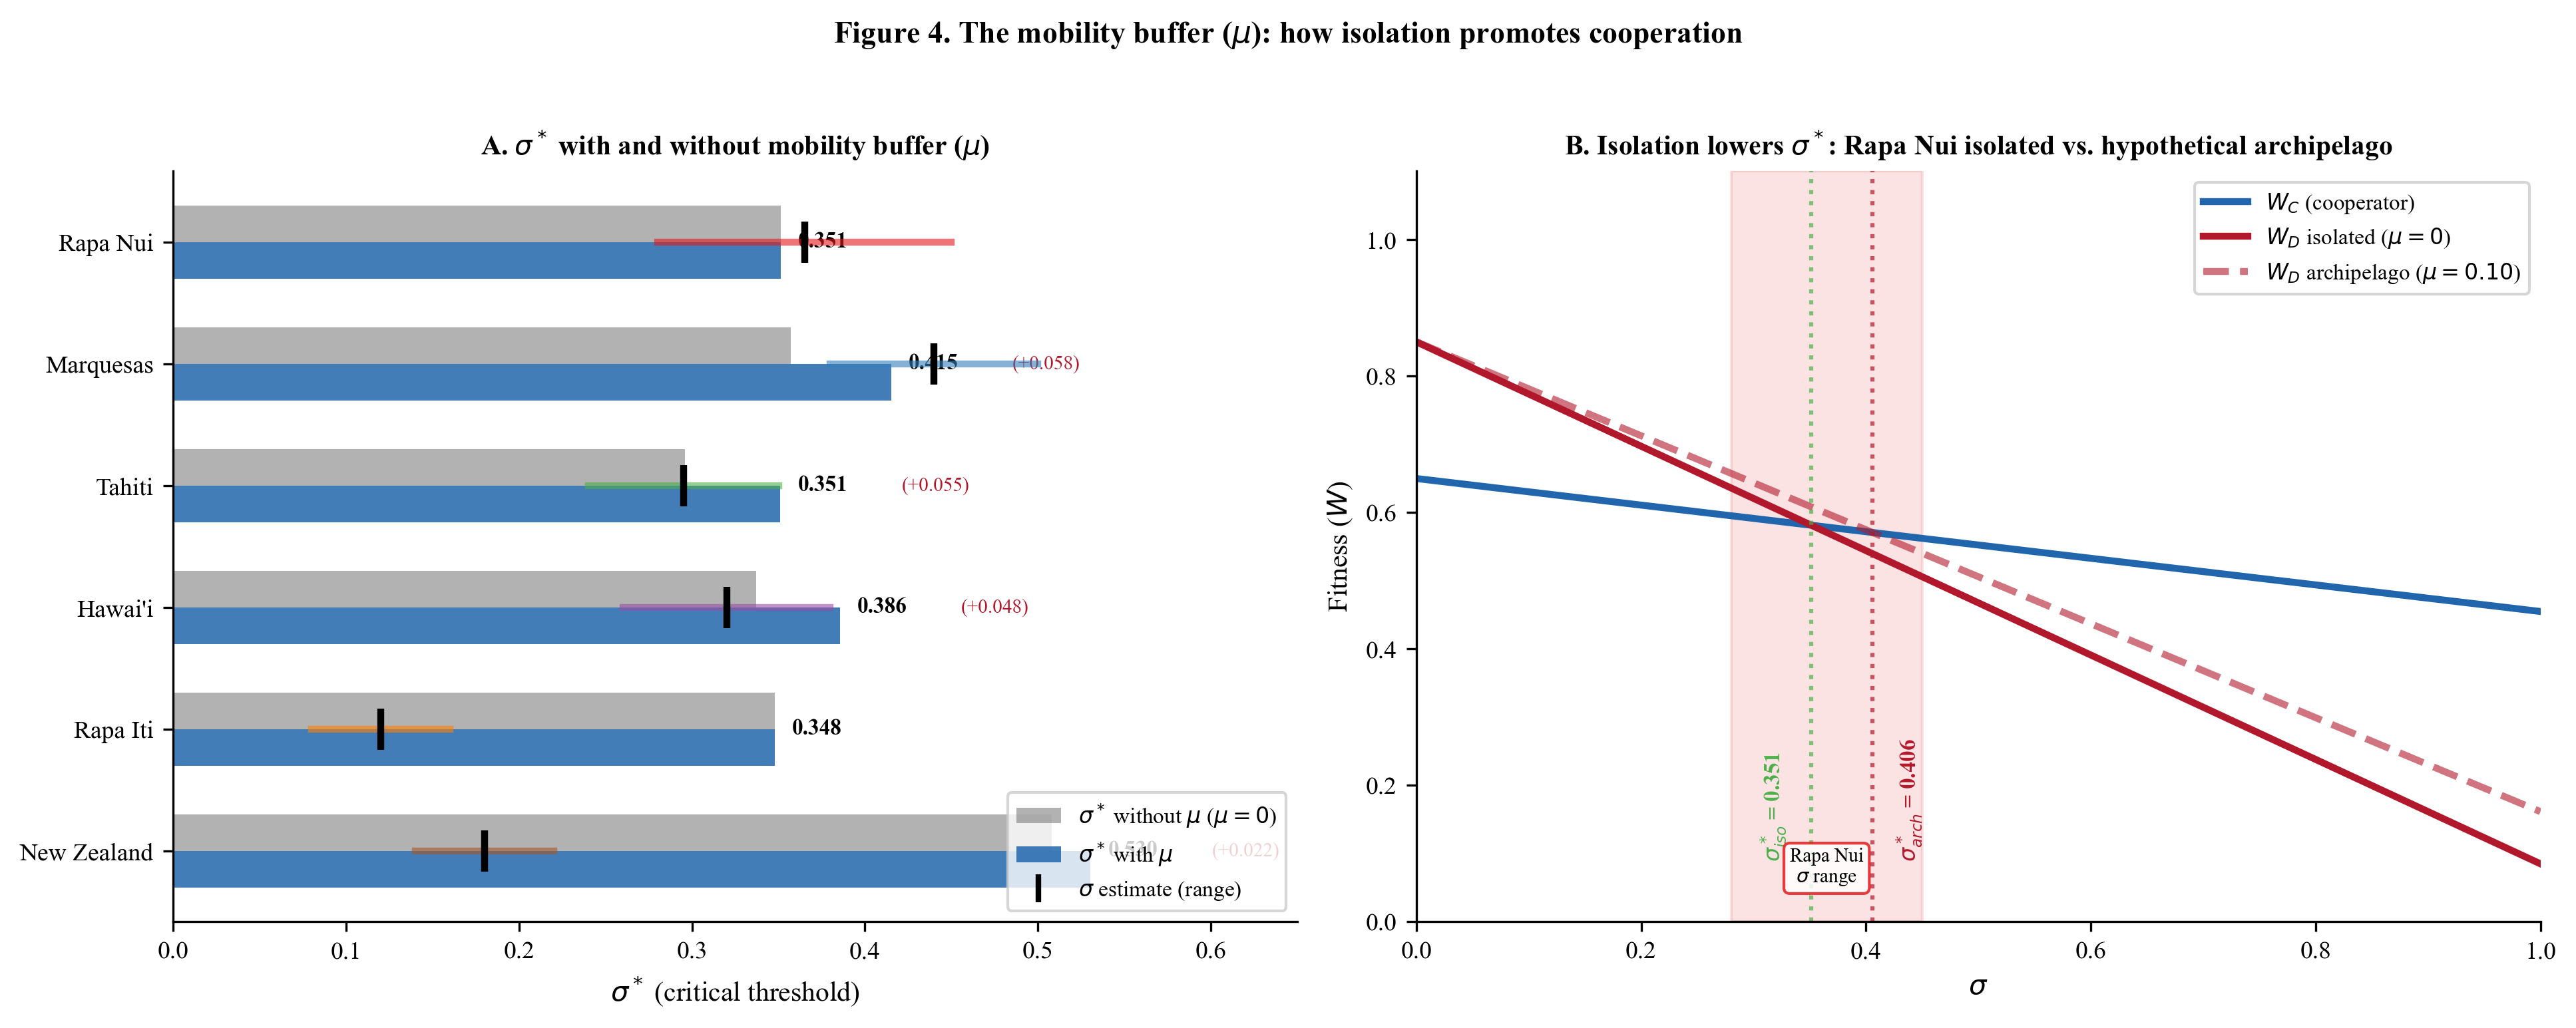 Figure 4. The mobility buffer (μ): how isolation promotes cooperation
A. σ* with and without mobility buffer (μ)
Rapa Nui
0.351
Marquesas
0.415
(+0.058)
Tahiti
0.351
(+0.055)
Hawai'i
0.386
(+0.048)
Rapa Iti
0.348
New Zealand
0.530
(+0.022)
σ* without μ (μ = 0)
σ* with μ
σ estimate (range)
0.0 0.1 0.2 0.3 0.4 0.5 0.6
σ* (critical threshold)
B. Isolation lowers σ*: Rapa Nui isolated vs. hypothetical archipelago
W_C (cooperator)
W_D isolated (μ = 0)
W_D archipelago (μ = 0.10)
Fitness (W)
1.0
0.8
0.6
0.4
0.2
0.0
σ*_iso = 0.351
σ*_arch = 0.406
Rapa Nui
σ range
0.0 0.2 0.4 0.6 0.8 1.0
σ